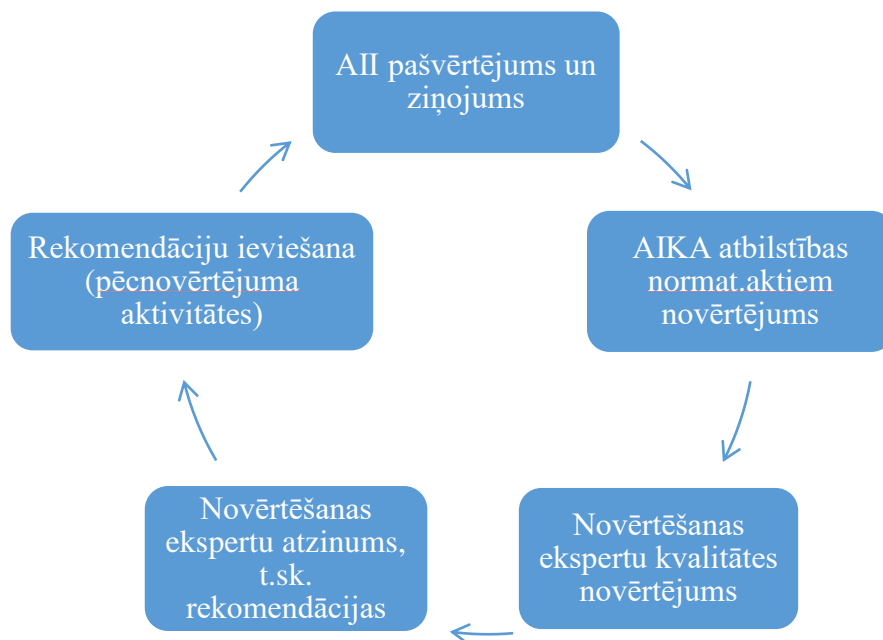 AII pašvērtējums un
ziņojums
AIKA atbilstības
normat.aktiem
novērtējums
Novērtēšanas
ekspertu kvalitātes
novērtējums
Novērtēšanas
ekspertu atzinums,
t.sk.
rekomendācijas
Rekomendāciju ieviešana
(pēcnovērtējuma
aktivitātes)